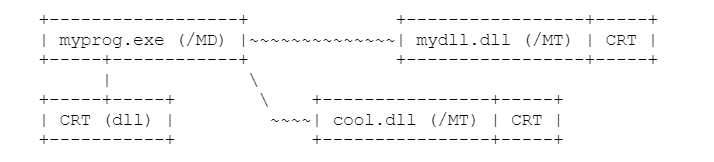 myprog.exe (/MD) mydll.dll (/MT) CRT
CRT (dll) cool.dll (/MT) CRT